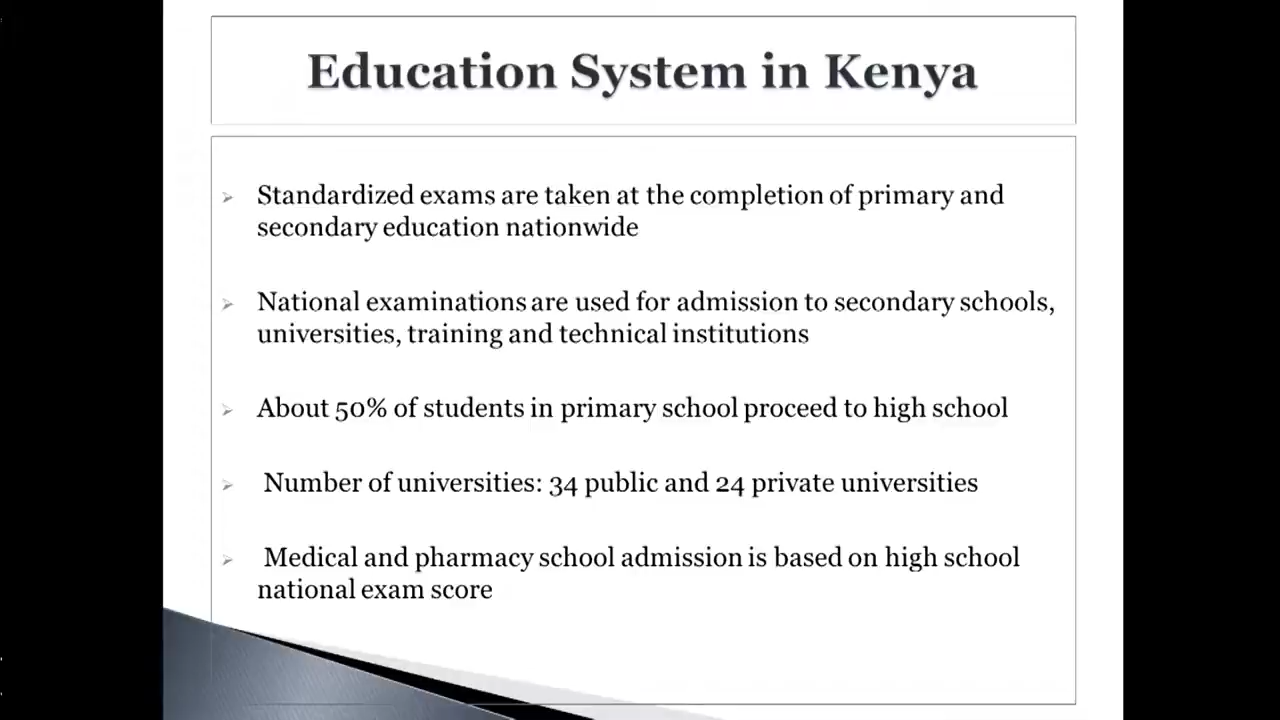 Education System in Kenya
Standardized exams are taken at the completion of primary and
secondary education nationwide
National examinations are used for admission to secondary schools,
universities, training and technical institutions
About 50% of students in primary school proceed to high school
Number of universities: 34 public and 24 private universities
Medical and pharmacy school admission is based on high school
national exam score